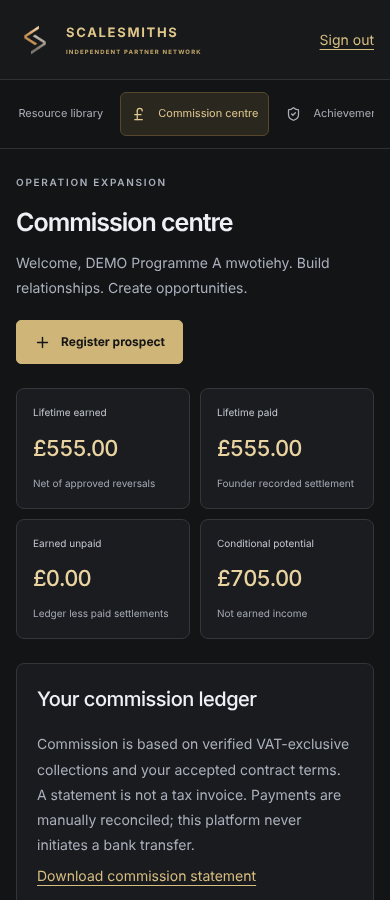 SCALESMITHS
INDEPENDENT PARTNER NETWORK
Sign out
Resource library
£ Commission centre
Achievemen
OPERATION EXPANSION
Commission centre
Welcome, DEMO Programme A mwotiehy. Build
relationships. Create opportunities.
+ Register prospect
Lifetime earned
£555.00
Net of approved reversals
Lifetime paid
£555.00
Founder recorded settlement
Earned unpaid
£0.00
Ledger less paid settlements
Conditional potential
£705.00
Not earned income
Your commission ledger
Commission is based on verified VAT-exclusive
collections and your accepted contract terms.
A statement is not a tax invoice. Payments are
manually reconciled; this platform never
initiates a bank transfer.
Download commission statement